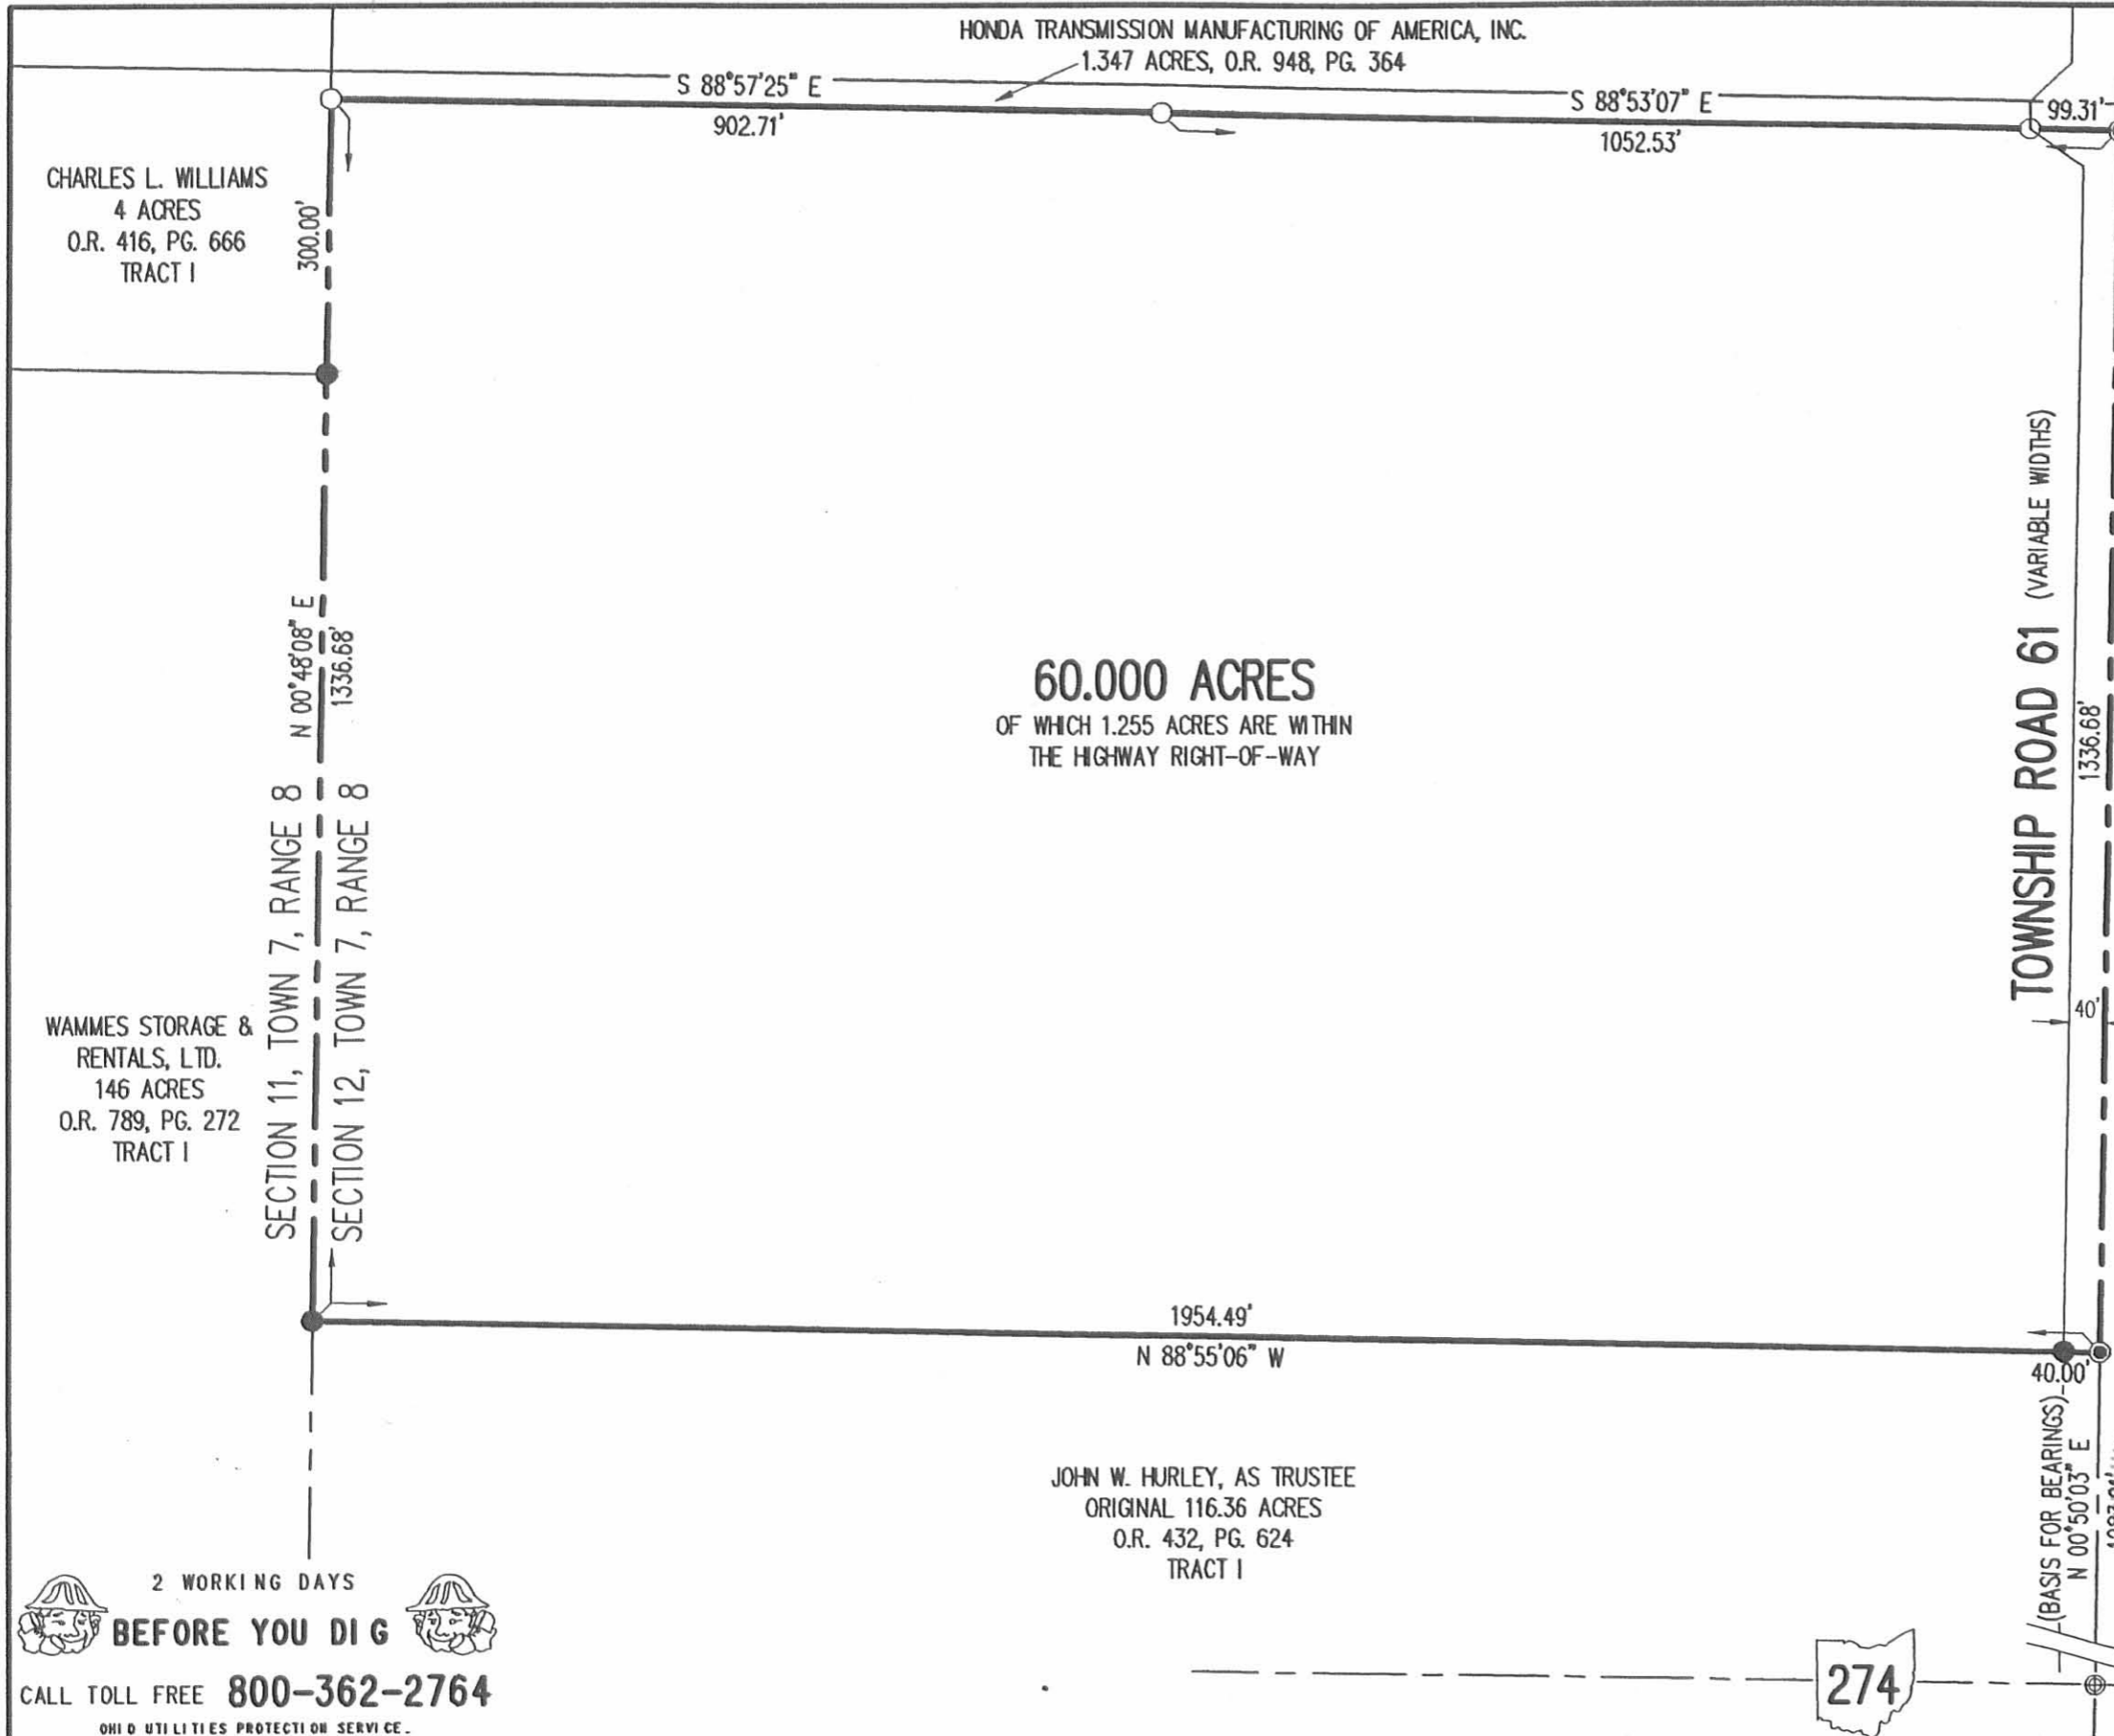 HONDA TRANSMISSION MANUFACTURING OF AMERICA, INC.
1.347 ACRES, O.R. 948, PG. 364
S 88°57'25" E
902.71'
S 88°53'07" E
1052.53'
99.31'
CHARLES L. WILLIAMS
4 ACRES
O.R. 416, PG. 666
TRACT I
300.00'
N 00°48'08" E
1336.68'
SECTION 11, TOWN 7, RANGE 8
SECTION 12, TOWN 7, RANGE 8
60.000 ACRES
OF WHICH 1.255 ACRES ARE WITHIN
THE HIGHWAY RIGHT-OF-WAY
TOWNSHIP ROAD 61 (VARIABLE WIDTHS)
1336.68'
40'
WAMMES STORAGE &
RENTALS, LTD.
146 ACRES
O.R. 789, PG. 272
TRACT I
1954.49'
N 88°55'06" W
40.00'
(BASIS FOR BEARINGS)
N 00°50'03" E
JOHN W. HURLEY, AS TRUSTEE
ORIGINAL 116.36 ACRES
O.R. 432, PG. 624
TRACT I
2 WORKING DAYS
BEFORE YOU DIG
CALL TOLL FREE 800-362-2764
OHIO UTILITIES PROTECTION SERVICE.
274